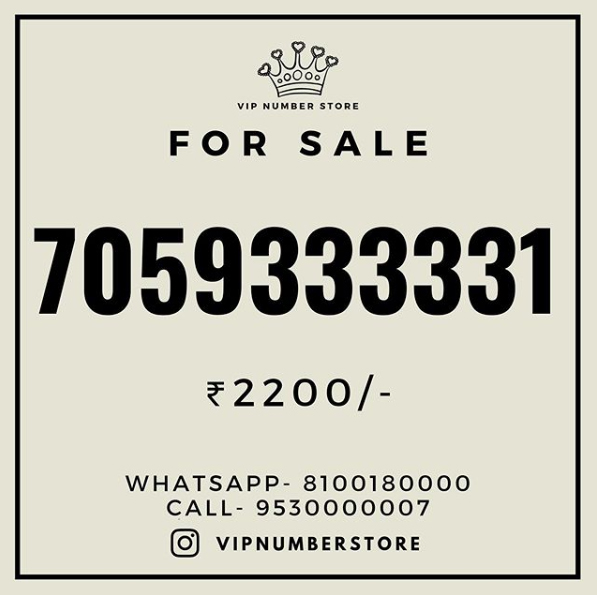 VIP NUMBER STORE
FOR SALE
7059333331
₹2200/-
WHATSAPP- 8100180000
CALL- 9530000007
VIPNUMBERSTORE